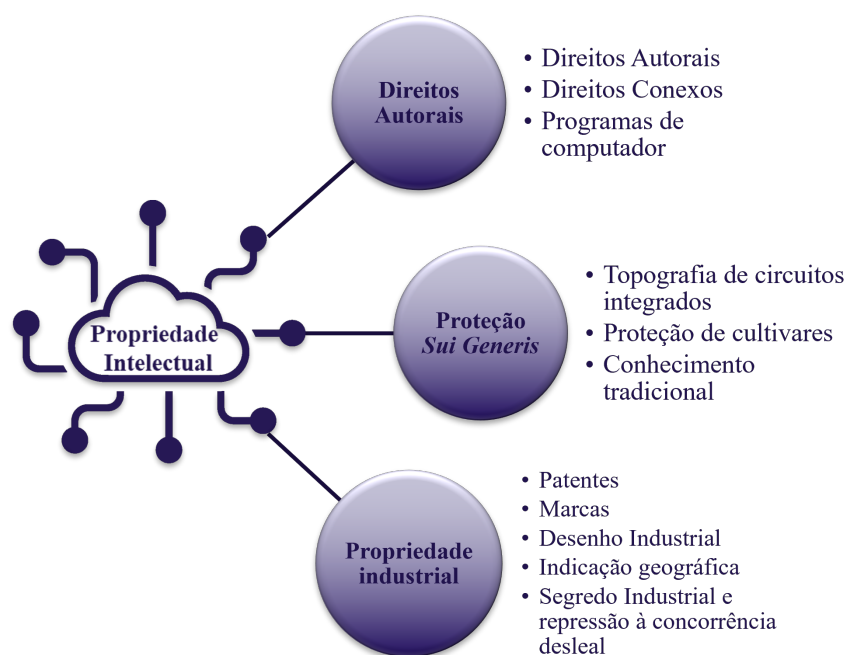 Direitos
Autorais
• Direitos Autorais
• Direitos Conexos
• Programas de
computador
Propriedade
Intelectual
Proteção
Sui Generis
• Topografia de circuitos
integrados
• Proteção de cultivares
• Conhecimento
tradicional
Propriedade
industrial
• Patentes
• Marcas
• Desenho Industrial
• Indicação geográfica
• Segredo Industrial e
repressão à concorrência
desleal